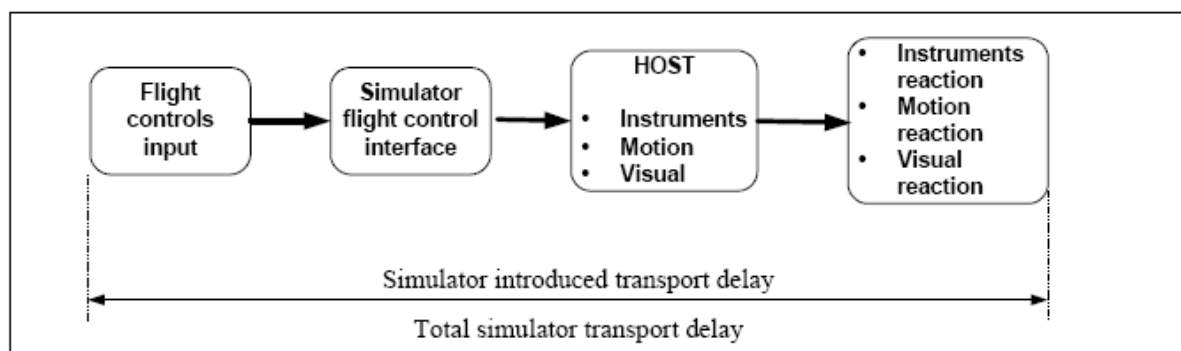 Flight
controls
input
Simulator
flight control
interface
HOST
• Instruments
• Motion
• Visual
• Instruments
reaction
• Motion
reaction
• Visual
reaction
Simulator introduced transport delay
Total simulator transport delay